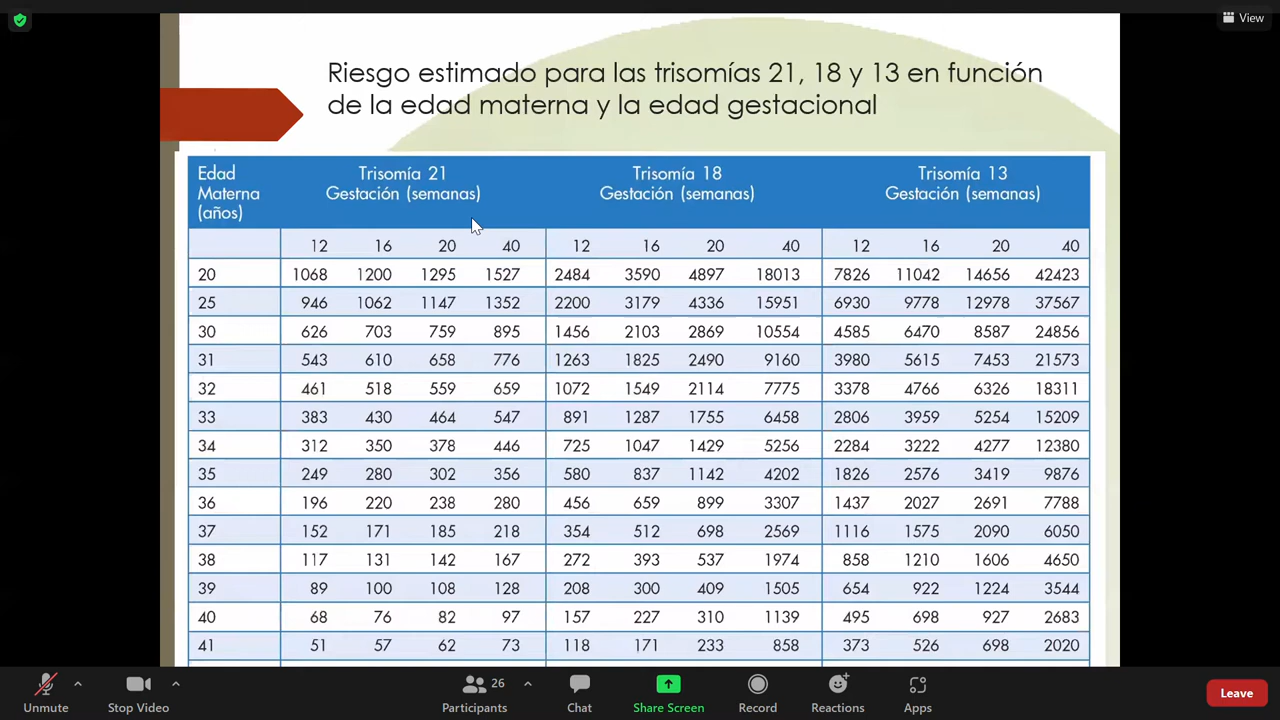 View
Riesgo estimado para las trisomías 21, 18 y 13 en función
de la edad materna y la edad gestacional
Edad Materna (años) Trisomía 21 Gestación (semanas) Trisomía 18 Gestación (semanas) Trisomía 13 Gestación (semanas)
12 16 20 40 12 16 20 40 12 16 20 40
20 1068 1200 1295 1527 2484 3590 4897 18013 7826 11042 14656 42423
25 946 1062 1147 1352 2200 3179 4336 15951 6930 9778 12978 37567
30 626 703 759 895 1456 2103 2869 10554 4585 6470 8587 24856
31 543 610 658 776 1263 1825 2490 9160 3980 5615 7453 21573
32 461 518 559 659 1072 1549 2114 7775 3378 4766 6326 18311
33 383 430 464 547 891 1287 1755 6458 2806 3959 5254 15209
34 312 350 378 446 725 1047 1429 5256 2284 3222 4277 12380
35 249 280 302 356 580 837 1142 4202 1826 2576 3419 9876
36 196 220 238 280 456 659 899 3307 1437 2027 2691 7788
37 152 171 185 218 354 512 698 2569 1116 1575 2090 6050
38 117 131 142 167 272 393 537 1974 858 1210 1606 4650
39 89 100 108 128 208 300 409 1505 654 922 1224 3544
40 68 76 82 97 157 227 310 1139 495 698 927 2683
41 51 57 62 73 118 171 233 858 373 526 698 2020
26
Unmute Stop Video Participants Chat Share Screen Record Reactions Apps Leave